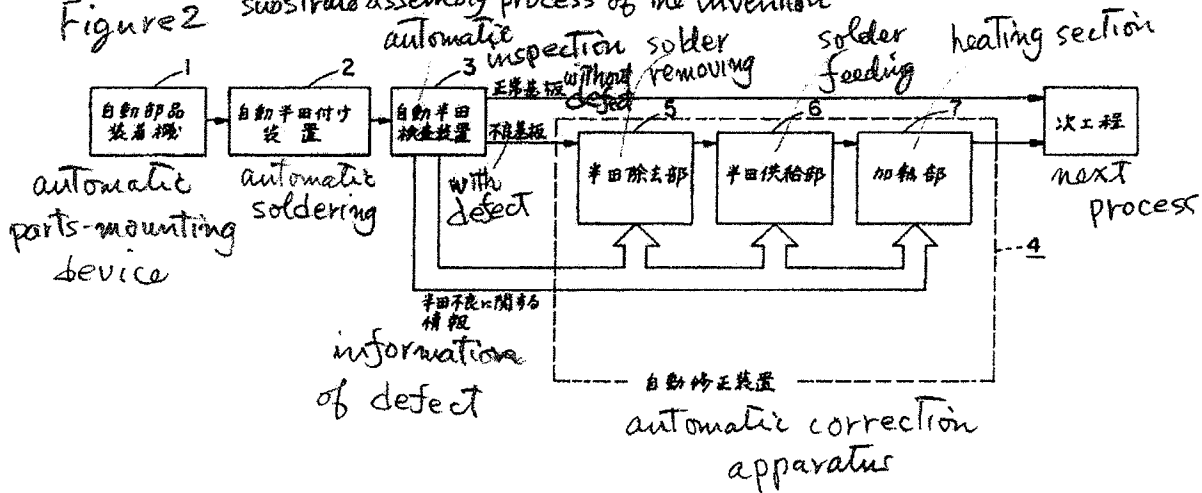 Figure 2 substrate assembly process of the invention
automatic inspection
solder removing
solder feeding
heating section
1
2
3
自動部品
装着機
自動半田付け
装置
自動半田
検査装置
正常基板
without defect
不良基板
with defect
5
6
7
半田除去部
半田供給部
加熱部
次工程
automatic
parts-mounting
device
automatic
soldering
next
process
4
半田不良に関する
情報
information
of defect
自動修正装置
automatic correction
apparatus